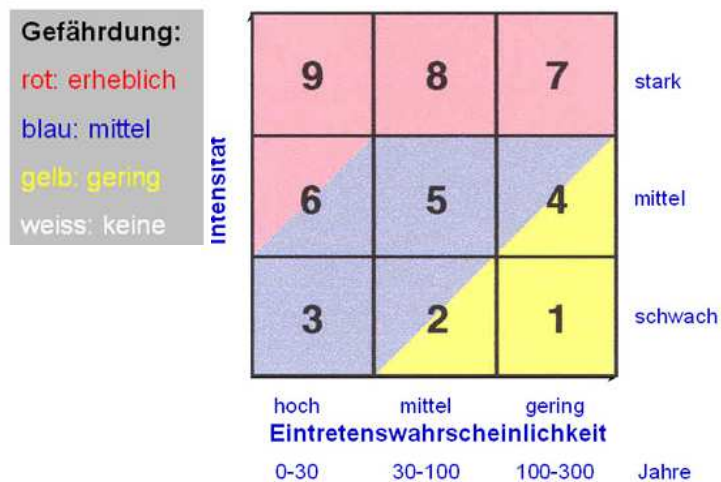 Gefährdung:
rot: erheblich
blau: mittel
gelb: gering
weiss: keine
Intensität
9 8 7 stark
6 5 4 mittel
3 2 1 schwach
hoch mittel gering
Eintretenswahrscheinlichkeit
0-30 30-100 100-300 Jahre